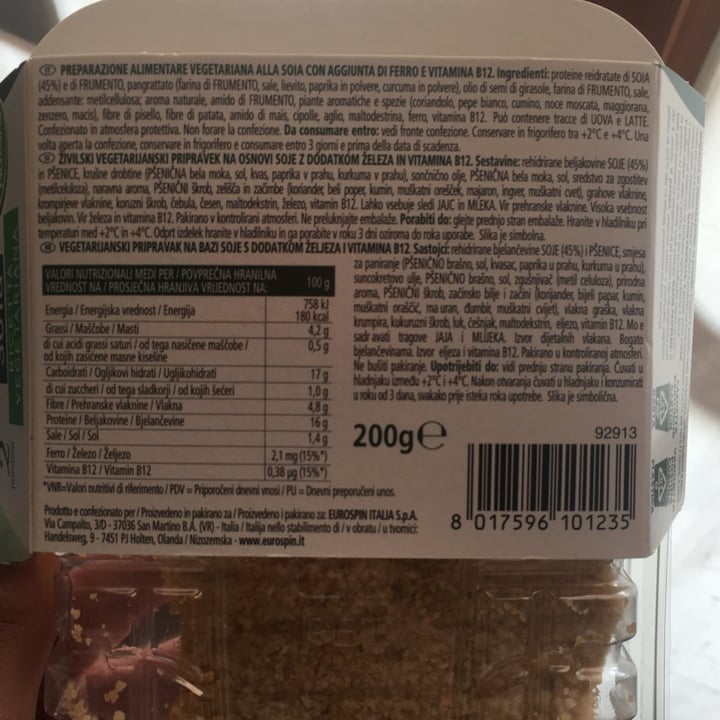 IT PREPARAZIONE ALIMENTARE VEGETARIANA ALLA SOIA CON AGGIUNTA DI FERRO E VITAMINA B12. Ingredienti: proteine reidratate di SOIA
(45%) e di FRUMENTO, pangrattato (farina di FRUMENTO, sale, lievito, paprika in polvere, curcuma in polvere), olio di semi di girasole, farina di FRUMENTO, sale,
addensante: metilcellulosa; aroma naturale, amido di FRUMENTO, piante aromatiche e spezie (coriandolo, pepe bianco, cumino, noce moscata, maggiorana,
zenzero, macis), fibre di pisello, fibre di patata, amido di mais, cipolle, aglio, maltodestrina, ferro, vitamina B12. Può contenere tracce di UOVA e LATTE.
Confezionato in atmosfera protettiva. Non forare la confezione. Da consumare entro: vedi fronte confezione. Conservare in frigorifero tra +2°C e +4°C. Una
volta aperta la confezione, conservare in frigorifero e consumare entro 3 giorni e prima della data di scadenza.
ŽIVILSKI VEGETARIJANSKI PRIPRAVEK NA OSNOVI SOJE Z DODATKOM ŽELEZA IN VITAMINA B12. Sestavine: rehidrirane beljakovine SOJE (45%)
in PŠENICE, krušne drobtine (PŠENIČNA bela moka, sol, kvas, paprika v prahu, kurkuma v prahu), sončnično olje, PŠENIČNA bela moka, sol, sredstvo za zgostitev
(metilceluloza), naravna aroma, PŠENIČNI škrob, zelišča in začimbe (koriander, beli poper, kumin, muškatni orešček, majaron, ingver, muškatni cvet), grahove vlaknine,
krompirjeve vlaknine, koruzni škrob, čebula, česen, maltodekstrin, železo, vitamin B12. Lahko vsebuje sledi JAJC in MLEKA. Vir prehranske vlaknine. Visoka vsebnost
beljakovin. Vir železa in vitamina B12. Pakirano v kontrolirani atmosferi. Ne preluknjajte embalaže. Porabiti do: glejte prednjo stran embalaže. Hranite v hladilniku pri
temperaturi med +2°C in +4°C. Odprt izdelek hranite v hladilniku in ga porabite v roku 3 dni oziroma do roka uporabe. Slika je simbolna.
VEGETARIJANSKI PRIPRAVAK NA BAZI SOJE S DODATKOM ŽELJEZA I VITAMINA B12. Sastojci: rehidrirane bjelančevine SOJE (45%) i PŠENICE, smjesa
za paniranje (PŠENIČNO brašno, sol, kvasac, paprika u prahu, kurkuma u prahu),
suncokretovo ulje, PŠENIČNO brašno, sol, zgušnjivač (metil celuloza), prirodna
aroma, PŠENIČNI škrob, začinsko bilje i začini (korijander, bijeli papar, kumin,
muškatni oraščić, ma uran, đumbir, muškatni cvijet), vlakna graška, vlakna
krumpira, kukuruzni škrob, luk, češnjak, maltodekstrin, eljezo, vitamin B12. Mo e
sadr avati tragove JAJA i MLIJEKA. Izvor dijetalnih vlakana. Bogato
bjelančevinama. Izvor eljeza i vitamina B12. Pakirano u kontroliranoj atmosferi.
Ne bušiti pakiranje. Upotrijebiti do: vidi prednju stranu pakiranja. Čuvati u
hladnjaku između +2°C i +4°C. Nakon otvaranja čuvati u hladnjaku i konzumirati
u roku od 3 dana, svakako prije isteka roka upotrebe. Slika je simbolična.
VALORI NUTRIZIONALI MEDI PER / POVPREČNA HRANILNA
VREDNOST NA / PROSJEČNA HRANJIVA VRIJEDNOST NA: 100 g
Energia / Energijska vrednost / Energija 758 kJ
180 kcal
Grassi / Maščobe / Masti 4,2 g
di cui acidi grassi saturi / od tega nasičene maščobe /
od kojih zasićene masne kiseline 0,5 g
Carboidrati / Ogljikovi hidrati / Ugljikohidrati 17 g
di cui zuccheri / od tega sladkorji / od kojih šećeri 1,0 g
Fibre / Prehranske vlaknine / Vlakna 4,8 g
Proteine / Beljakovine / Bjelančevine 16 g
Sale / Sol / Sol 1,4 g
Ferro / Železo / Željezo 2,1 mg (15%*)
Vitamina B12 / Vitamin B12 0,38 µg (15%*)
*VNR=Valori nutritivi di riferimento / PDV = Priporočeni dnevni vnosi / PU = Dnevni preporučeni unos.
200g e
92913
8 017596 101235
Prodotto e confezionato per / Proizvedeno in pakirano za / Proizvedeno i pakirano za: EUROSPIN ITALIA S.p.A.
Via Campalto, 3/D - 37036 San Martino B.A. (VR) - Italia / Italija nello stabilimento di / v obratu / u tvornici:
Handelsweg, 9 - 7451 PJ Holten, Olanda / Nizozemska - www.eurospin.it